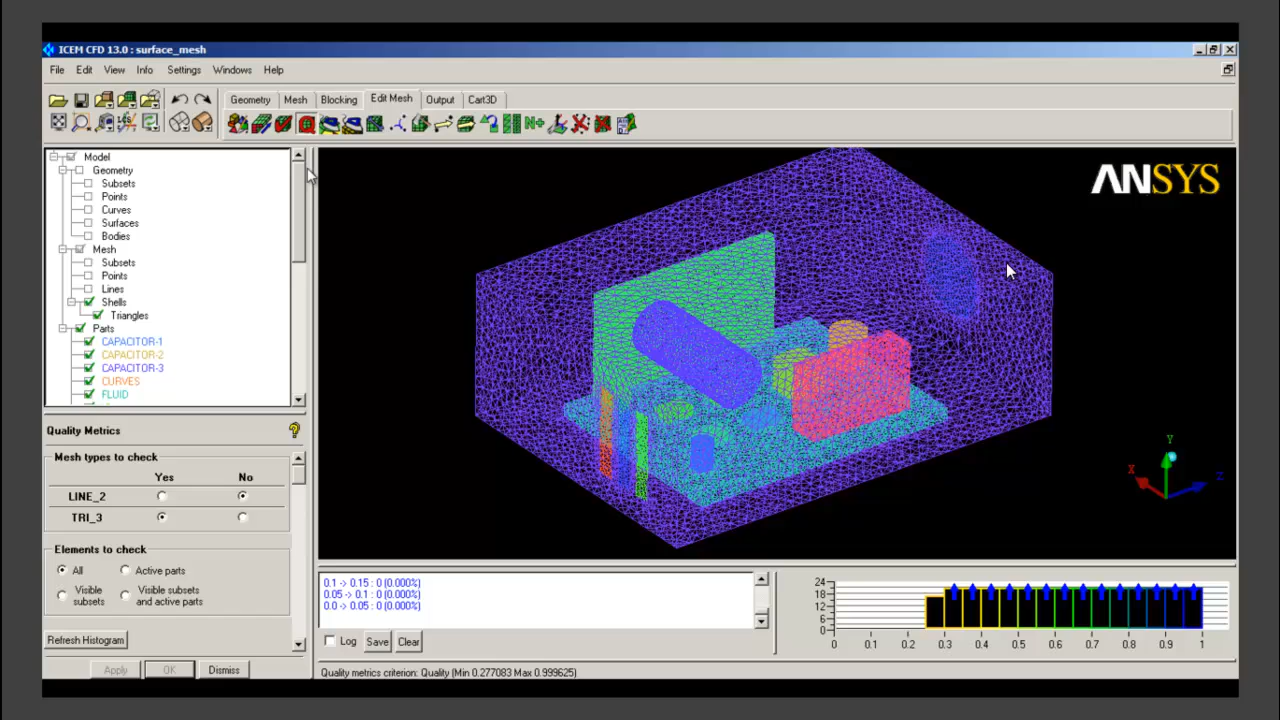 ICEM CFD 13.0 : surface_mesh
File Edit View Info Settings Windows Help
Geometry Mesh Blocking Edit Mesh Output Cart3D
Model
Geometry
Subsets
Points
Curves
Surfaces
Bodies
Mesh
Subsets
Points
Lines
Shells
Triangles
Parts
CAPACITOR-1
CAPACITOR-2
CAPACITOR-3
CURVES
FLUID
ANSYS
Y
X
Z
Quality Metrics
Mesh types to check
Yes No
LINE_2
TRI_3
Elements to check
All Active parts
Visible subsets Visible subsets and active parts
Refresh Histogram
Apply OK Dismiss
0.1 -> 0.15 : 0 (0.000%)
0.05 -> 0.1 : 0 (0.000%)
0.0 -> 0.05 : 0 (0.000%)
Log Save Clear
24
18
12
6
0
0 0.1 0.2 0.3 0.4 0.5 0.6 0.7 0.8 0.9 1
Quality metrics criterion: Quality (Min 0.277083 Max 0.999625)